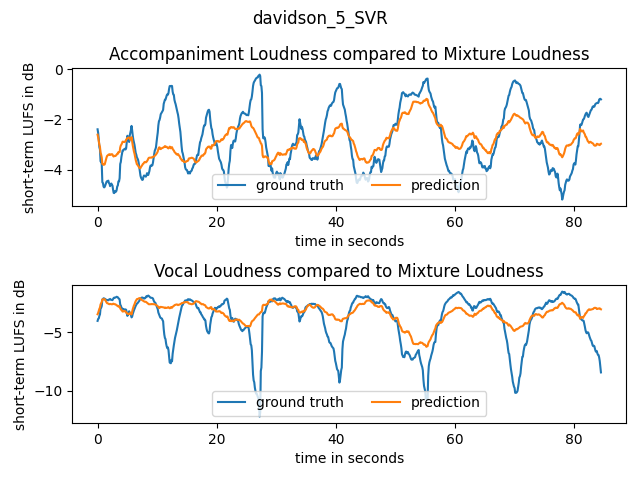 davidson_5_SVR
Accompaniment Loudness compared to Mixture Loudness
short-term LUFS in dB
0
−2
−4
ground truth
prediction
0
20
40
60
80
time in seconds
Vocal Loudness compared to Mixture Loudness
short-term LUFS in dB
−5
−10
ground truth
prediction
0
20
40
60
80
time in seconds